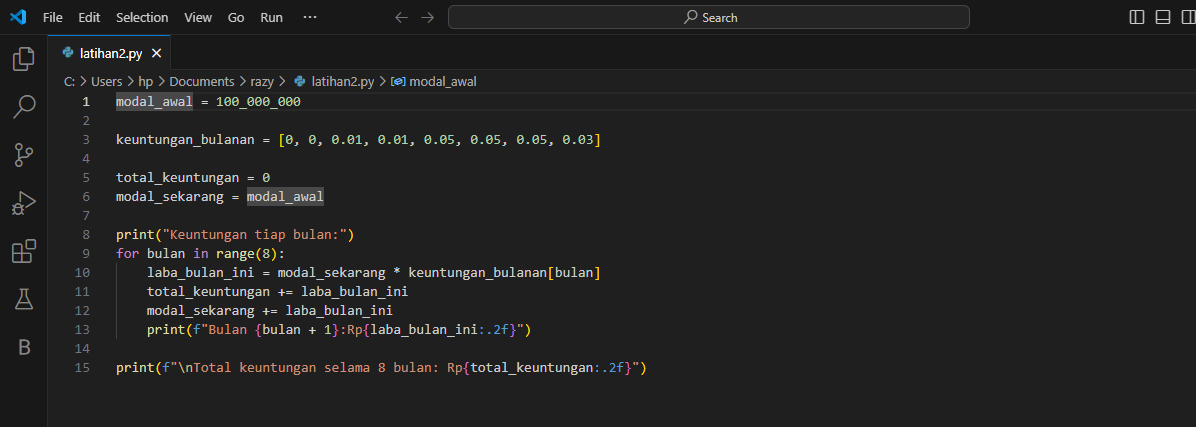 File Edit Selection View Go Run ··· Search
latihan2.py
C: > Users > hp > Documents > razy > latihan2.py > modal_awal
1 modal_awal = 100_000_000
2
3 keuntungan_bulanan = [0, 0, 0.01, 0.01, 0.05, 0.05, 0.05, 0.03]
4
5 total_keuntungan = 0
6 modal_sekarang = modal_awal
7
8 print("Keuntungan tiap bulan:")
9 for bulan in range(8):
10     laba_bulan_ini = modal_sekarang * keuntungan_bulanan[bulan]
11     total_keuntungan += laba_bulan_ini
12     modal_sekarang += laba_bulan_ini
13     print(f"Bulan {bulan + 1}:Rp{laba_bulan_ini:.2f}")
14
15 print(f"\nTotal keuntungan selama 8 bulan: Rp{total_keuntungan:.2f}")
B